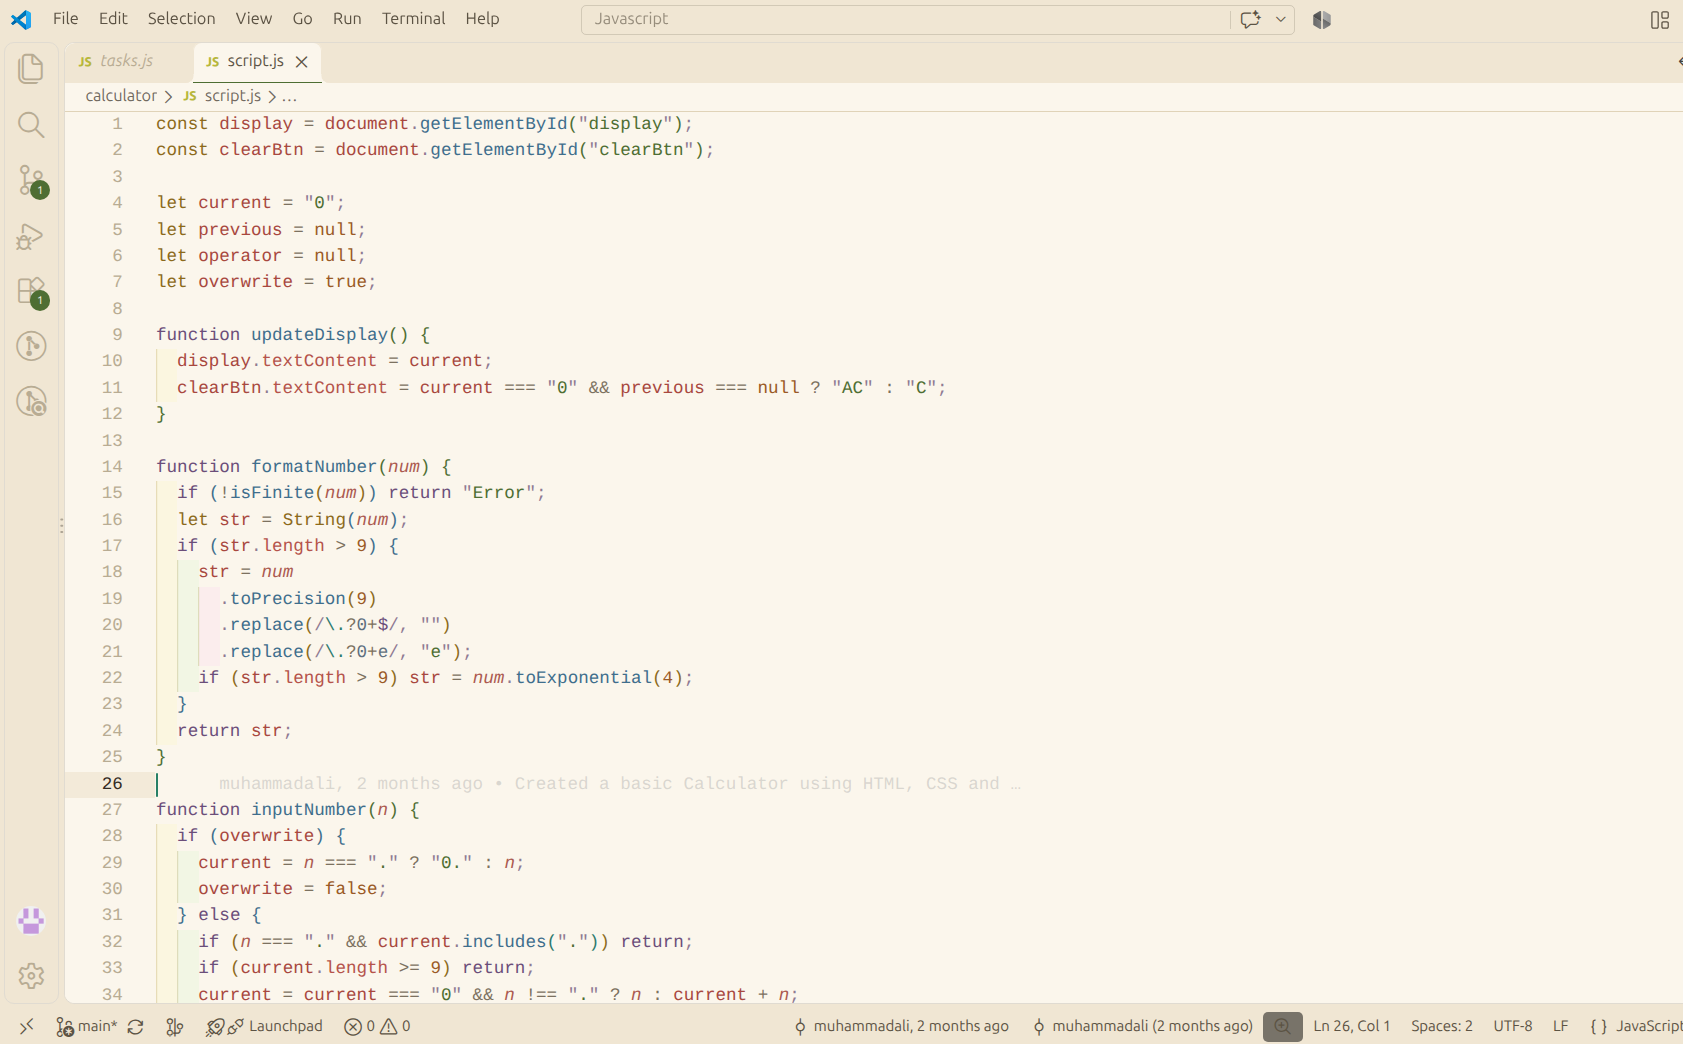 File Edit Selection View Go Run Terminal Help
Javascript
JS tasks.js
JS script.js
calculator > JS script.js > ...
1 const display = document.getElementById("display");
2 const clearBtn = document.getElementById("clearBtn");
3
4 let current = "0";
5 let previous = null;
6 let operator = null;
7 let overwrite = true;
8
9 function updateDisplay() {
10 display.textContent = current;
11 clearBtn.textContent = current === "0" && previous === null ? "AC" : "C";
12 }
13
14 function formatNumber(num) {
15 if (!isFinite(num)) return "Error";
16 let str = String(num);
17 if (str.length > 9) {
18 str = num
19 .toPrecision(9)
20 .replace(/\.?0+$/, "")
21 .replace(/\.?0+e/, "e");
22 if (str.length > 9) str = num.toExponential(4);
23 }
24 return str;
25 }
26 muhammadali, 2 months ago • Created a basic Calculator using HTML, CSS and …
27 function inputNumber(n) {
28 if (overwrite) {
29 current = n === "." ? "0." : n;
30 overwrite = false;
31 } else {
32 if (n === "." && current.includes(".")) return;
33 if (current.length >= 9) return;
34 current = current === "0" && n !== "." ? n : current + n;
1
1
main* Launchpad 0 0 muhammadali, 2 months ago muhammadali (2 months ago) Ln 26, Col 1 Spaces: 2 UTF-8 LF { } JavaScript